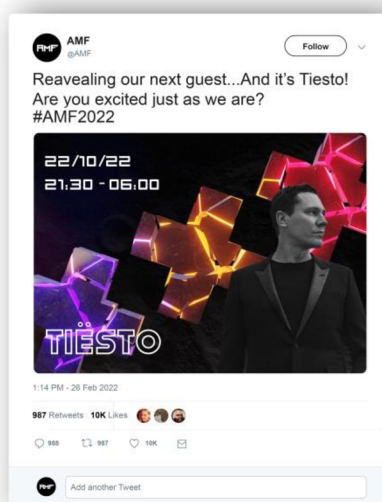 AMF
AMF
@AMF
Follow
Reavealing our next guest...And it's Tiesto!
Are you excited just as we are?
#AMF2022
22/10/22
21:30 - 06:00
TIËSTO
1:14 PM - 26 Feb 2022
987 Retweets 10K Likes
988 987 10K
AMF
Add another Tweet